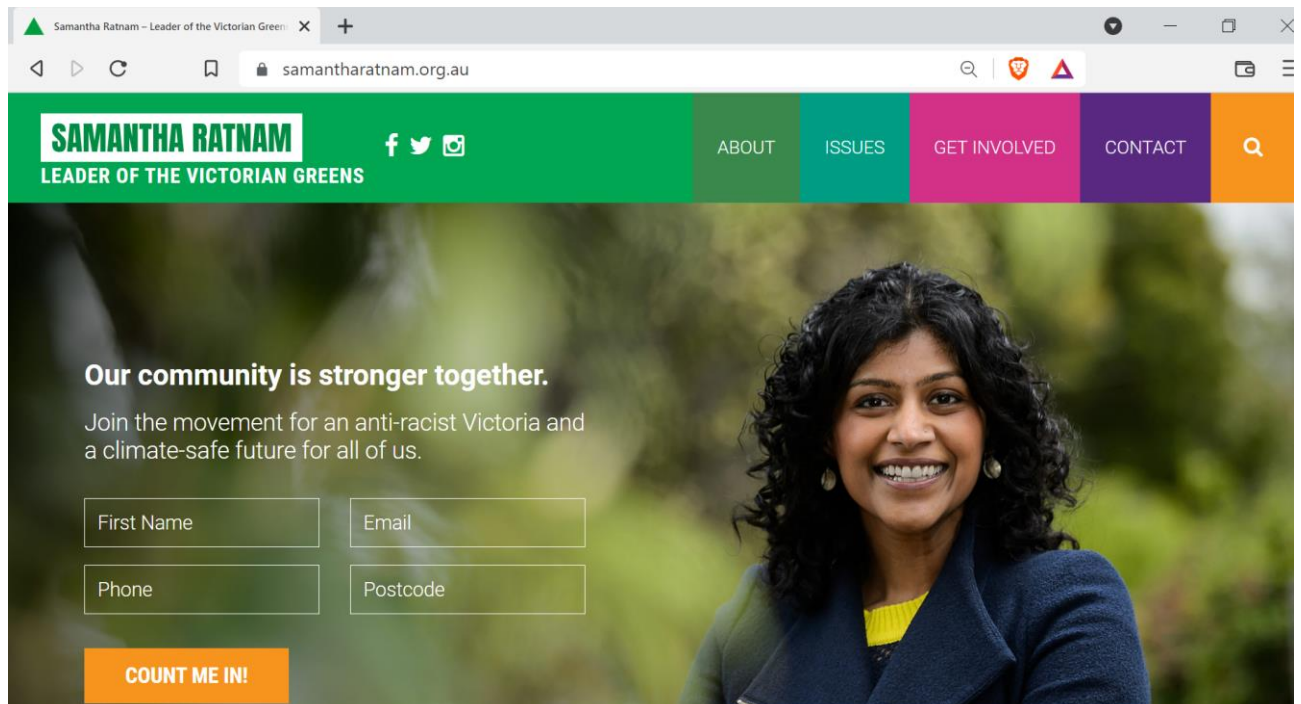 Samantha Ratnam – Leader of the Victorian Green
samantharatnam.org.au
SAMANTHA RATNAM
LEADER OF THE VICTORIAN GREENS
ABOUT
ISSUES
GET INVOLVED
CONTACT
Our community is stronger together.
Join the movement for an anti-racist Victoria and
a climate-safe future for all of us.
First Name
Email
Phone
Postcode
COUNT ME IN!